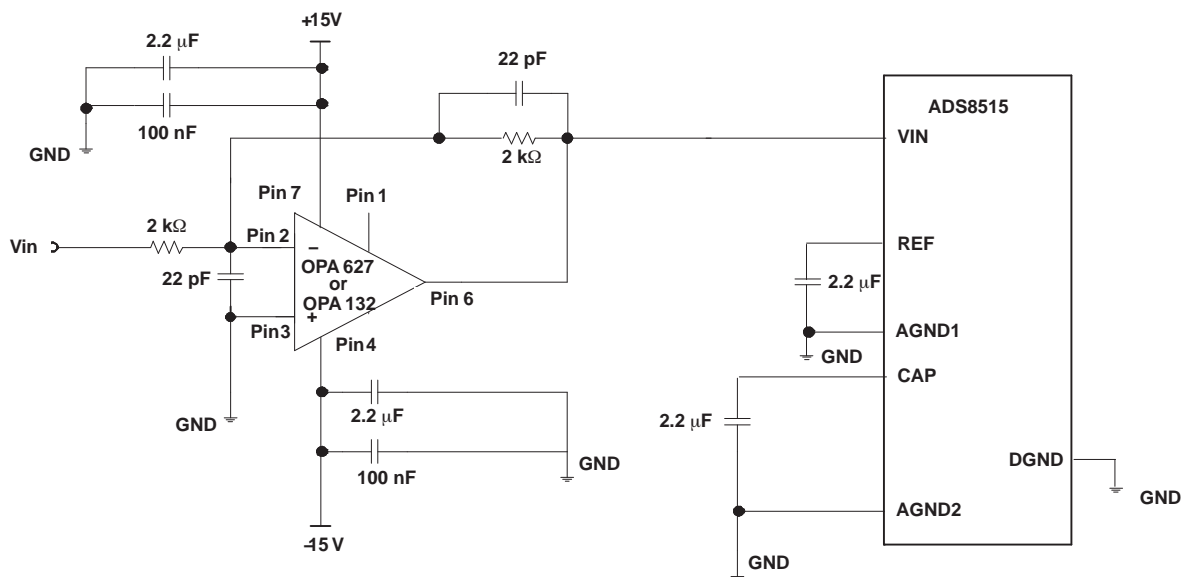 +15V
2.2 μF
100 nF
GND
22 pF
2 kΩ
ADS8515
VIN
Pin 7
Pin 1
2 kΩ
Vin
Pin 2
−
OPA 627
or
OPA 132
+
22 pF
Pin3
Pin 6
Pin 4
REF
2.2 μF
AGND1
GND
CAP
2.2 μF
GND
2.2 μF
100 nF
GND
DGND
GND
AGND2
GND
−15 V